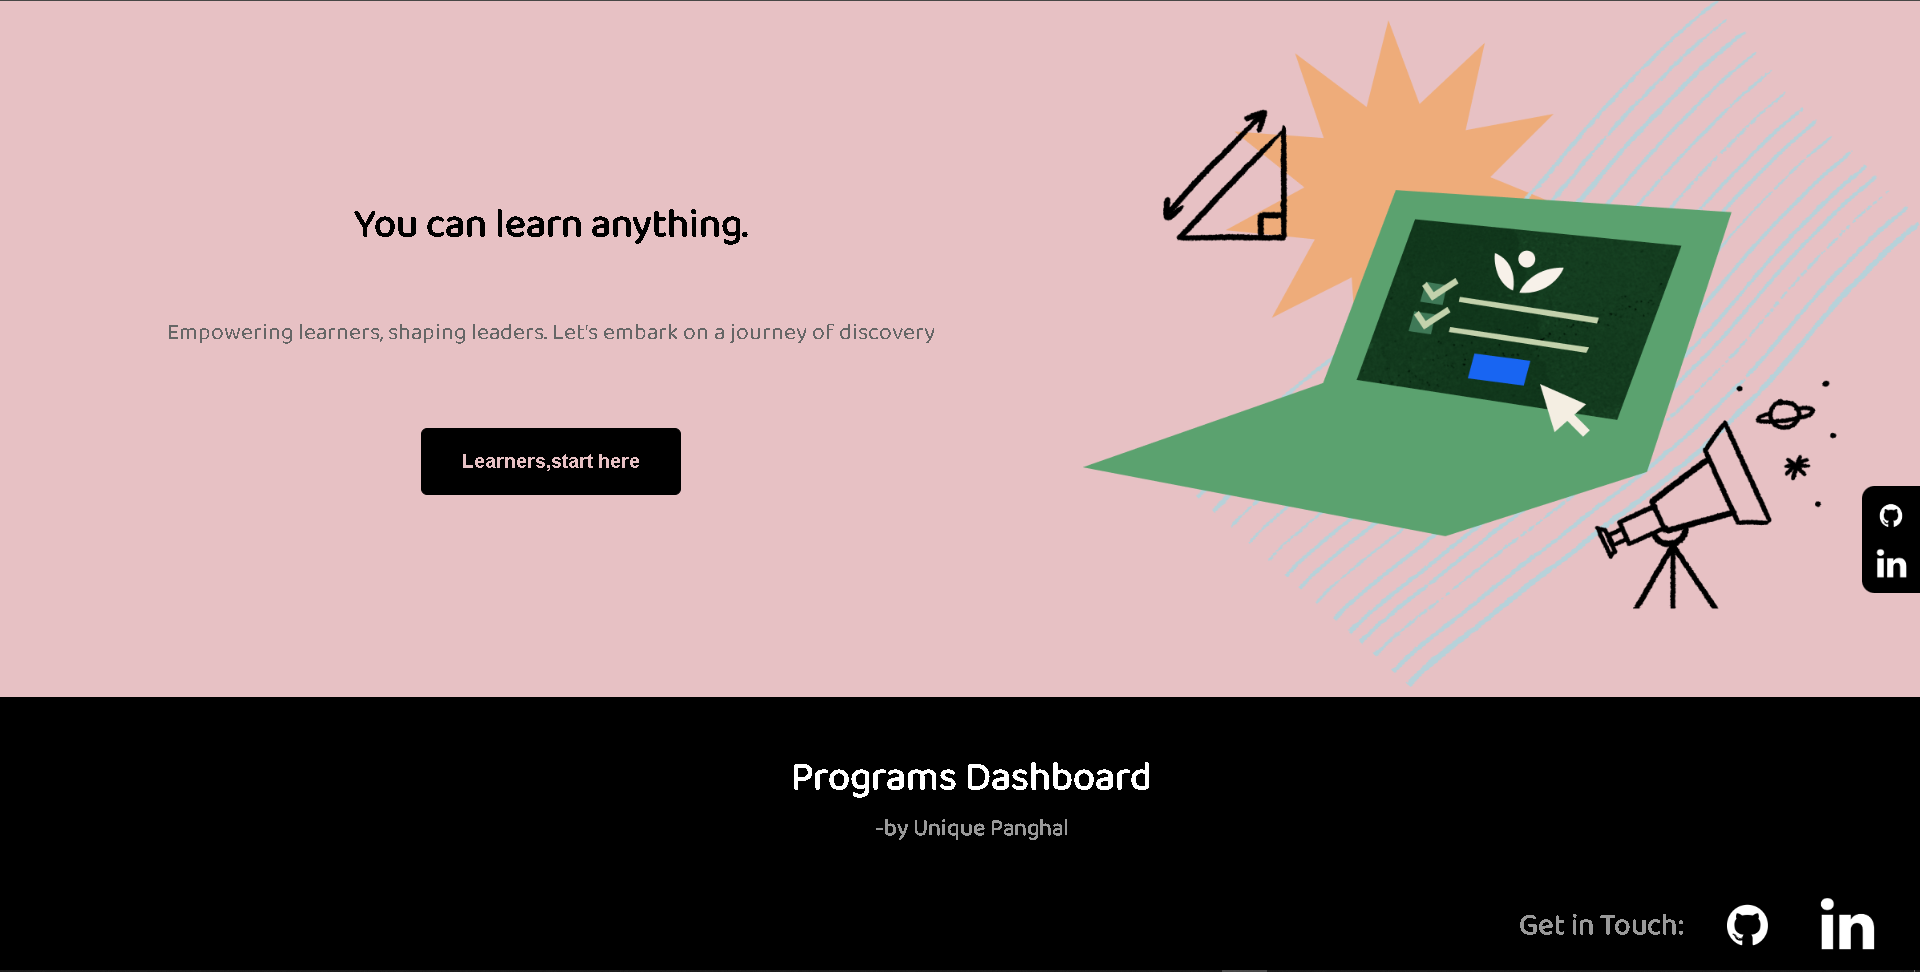 You can learn anything.
Empowering learners, shaping leaders. Let's embark on a journey of discovery
Learners,start here
in
Programs Dashboard
-by Unique Panghal
Get in Touch:
in